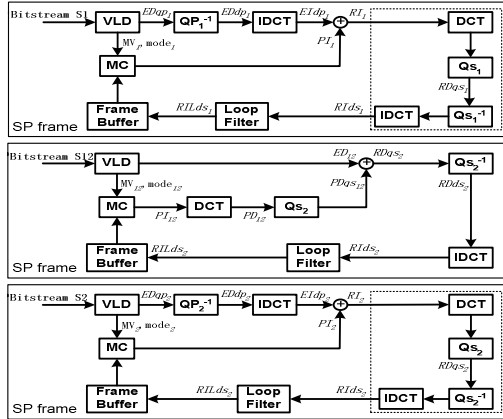 Bitstream S1
VLD
EDqp1
QP1-1
EDdp1
IDCT
EIdp1
RI1
DCT
MV1, mode1
PI1
MC
Qs1
RDqs1
Frame Buffer
RILds1
Loop Filter
RIds1
IDCT
Qs1-1
SP frame
Bitstream S12
VLD
ED12
RDqs2
Qs2-1
MV12, mode12
PDqs12
RDds2
MC
PI12
DCT
PD12
Qs2
Frame Buffer
RILds2
Loop Filter
RIds2
IDCT
SP frame
Bitstream S2
VLD
EDqp2
QP2-1
EDdp2
IDCT
EIdp2
RI2
DCT
MV2, mode2
PI2
MC
Qs2
RDqs2
Frame Buffer
RILds2
Loop Filter
RIds2
IDCT
Qs2-1
SP frame